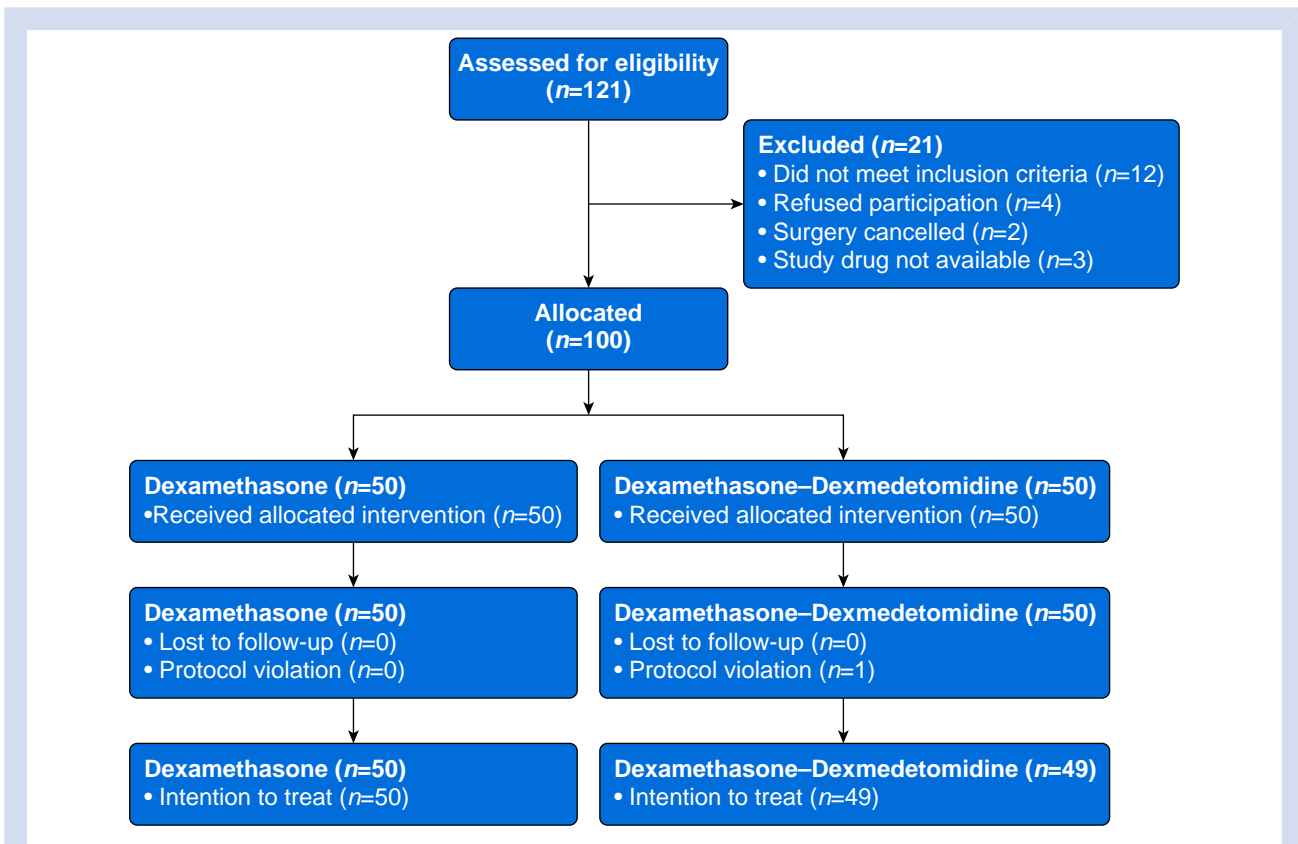 Assessed for eligibility
(n=121)
Excluded (n=21)
• Did not meet inclusion criteria (n=12)
• Refused participation (n=4)
• Surgery cancelled (n=2)
• Study drug not available (n=3)
Allocated
(n=100)
Dexamethasone (n=50)
•Received allocated intervention (n=50)
Dexamethasone–Dexmedetomidine (n=50)
• Received allocated intervention (n=50)
Dexamethasone (n=50)
• Lost to follow-up (n=0)
• Protocol violation (n=0)
Dexamethasone–Dexmedetomidine (n=50)
• Lost to follow-up (n=0)
• Protocol violation (n=1)
Dexamethasone (n=50)
• Intention to treat (n=50)
Dexamethasone–Dexmedetomidine (n=49)
• Intention to treat (n=49)